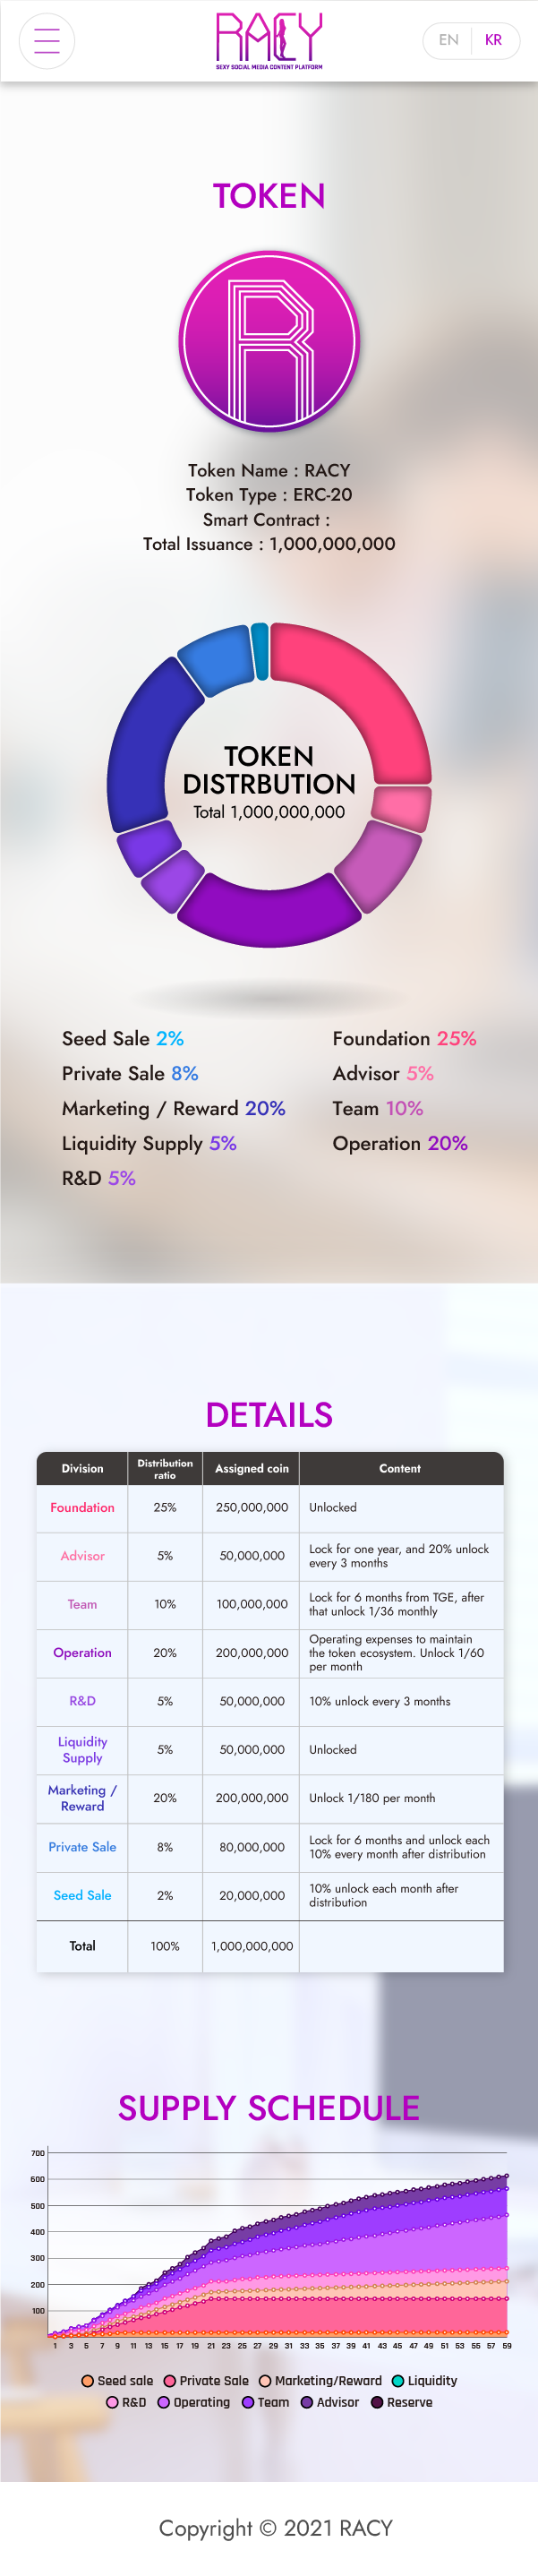 RACY
SEXY SOCIAL MEDIA CONTENT PLATFORM
EN KR
TOKEN
R
Token Name : RACY
Token Type : ERC-20
Smart Contract :
Total Issuance : 1,000,000,000
TOKEN
DISTRBUTION
Total 1,000,000,000
Seed Sale 2%
Private Sale 8%
Marketing / Reward 20%
Liquidity Supply 5%
R&D 5%
Foundation 25%
Advisor 5%
Team 10%
Operation 20%
DETAILS
Division Distribution ratio Assigned coin Content
Foundation 25% 250,000,000 Unlocked
Advisor 5% 50,000,000 Lock for one year, and 20% unlock
every 3 months
Team 10% 100,000,000 Lock for 6 months from TGE, after
that unlock 1/36 monthly
Operation 20% 200,000,000 Operating expenses to maintain
the token ecosystem. Unlock 1/60
per month
R&D 5% 50,000,000 10% unlock every 3 months
Liquidity
Supply 5% 50,000,000 Unlocked
Marketing /
Reward 20% 200,000,000 Unlock 1/180 per month
Private Sale 8% 80,000,000 Lock for 6 months and unlock each
10% every month after distribution
Seed Sale 2% 20,000,000 10% unlock each month after
distribution
Total 100% 1,000,000,000
SUPPLY SCHEDULE
700
600
500
400
300
200
100
1 3 5 7 9 11 13 15 17 19 21 23 25 27 29 31 33 35 37 39 41 43 45 47 49 51 53 55 57 59
Seed sale Private Sale Marketing/Reward Liquidity
R&D Operating Team Advisor Reserve
Copyright © 2021 RACY